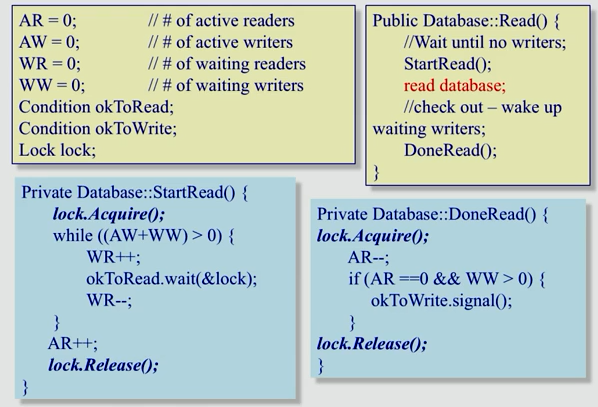 AR = 0; // # of active readers
AW = 0; // # of active writers
WR = 0; // # of waiting readers
WW = 0; // # of waiting writers
Condition okToRead;
Condition okToWrite;
Lock lock;
Public Database::Read() {
//Wait until no writers;
StartRead();
read database;
//check out – wake up
waiting writers;
DoneRead();
}
Private Database::StartRead() {
lock.Acquire();
while ((AW+WW) > 0) {
WR++;
okToRead.wait(&lock);
WR--;
}
AR++;
lock.Release();
}
Private Database::DoneRead() {
lock.Acquire();
AR--;
if (AR ==0 && WW > 0) {
okToWrite.signal();
}
lock.Release();
}